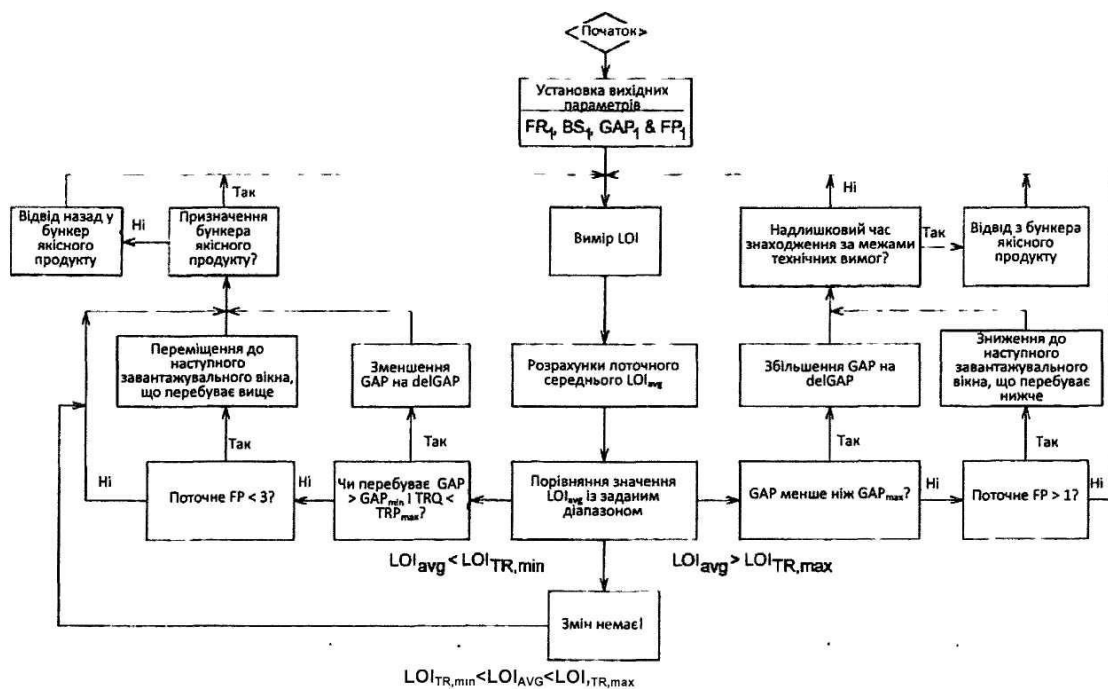 Початок
Установка вихідних
параметрів
FR₁, BS₁, GAP₁ & FP₁
Так
Ні
Відвід назад у
бункер
якісного
продукту
Ні
Призначення
бункера
якісного
продукту?
Вимір LOI
Надлишковий час
знаходження за межами
технічних вимог?
Так
Відвід з бункера
якісного
продукту
Переміщення до
наступного
завантажувального вікна,
що перебуває вище
Зменшення
GAP на delGAP
Розрахунки поточного
середнього LOIavg
Збільшення GAP на
delGAP
Зниження до
наступного
завантажувального
вікна, що перебуває
нижче
Так
Так
Так
Так
Ні
Поточне FP < 3?
Ні
Чи перебуває GAP
> GAPmin і TRQ <
TRPmax?
Порівняння значення
LOIavg із заданим
діапазоном
GAP менше ніж GAPmax?
Ні
Поточне FP > 1?
Ні
LOIavg < LOITR,min
LOIavg > LOITR,max
Змін немає!
LOITR,min<LOIAVG<LOI,TR,max